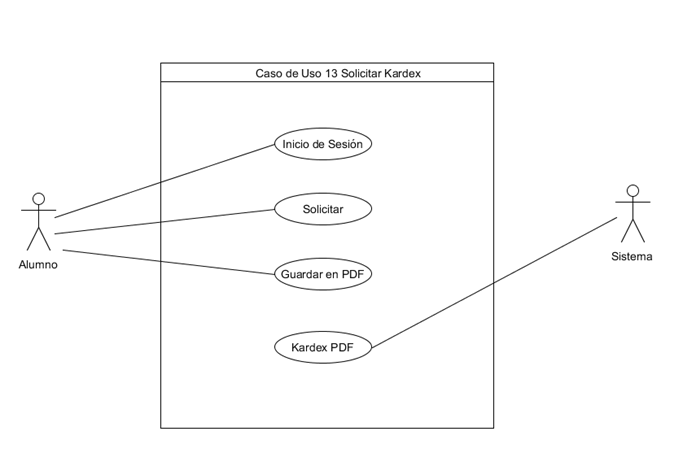 Caso de Uso 13 Solicitar Kardex
Inicio de Sesión
Solicitar
Alumno
Sistema
Guardar en PDF
Kardex PDF